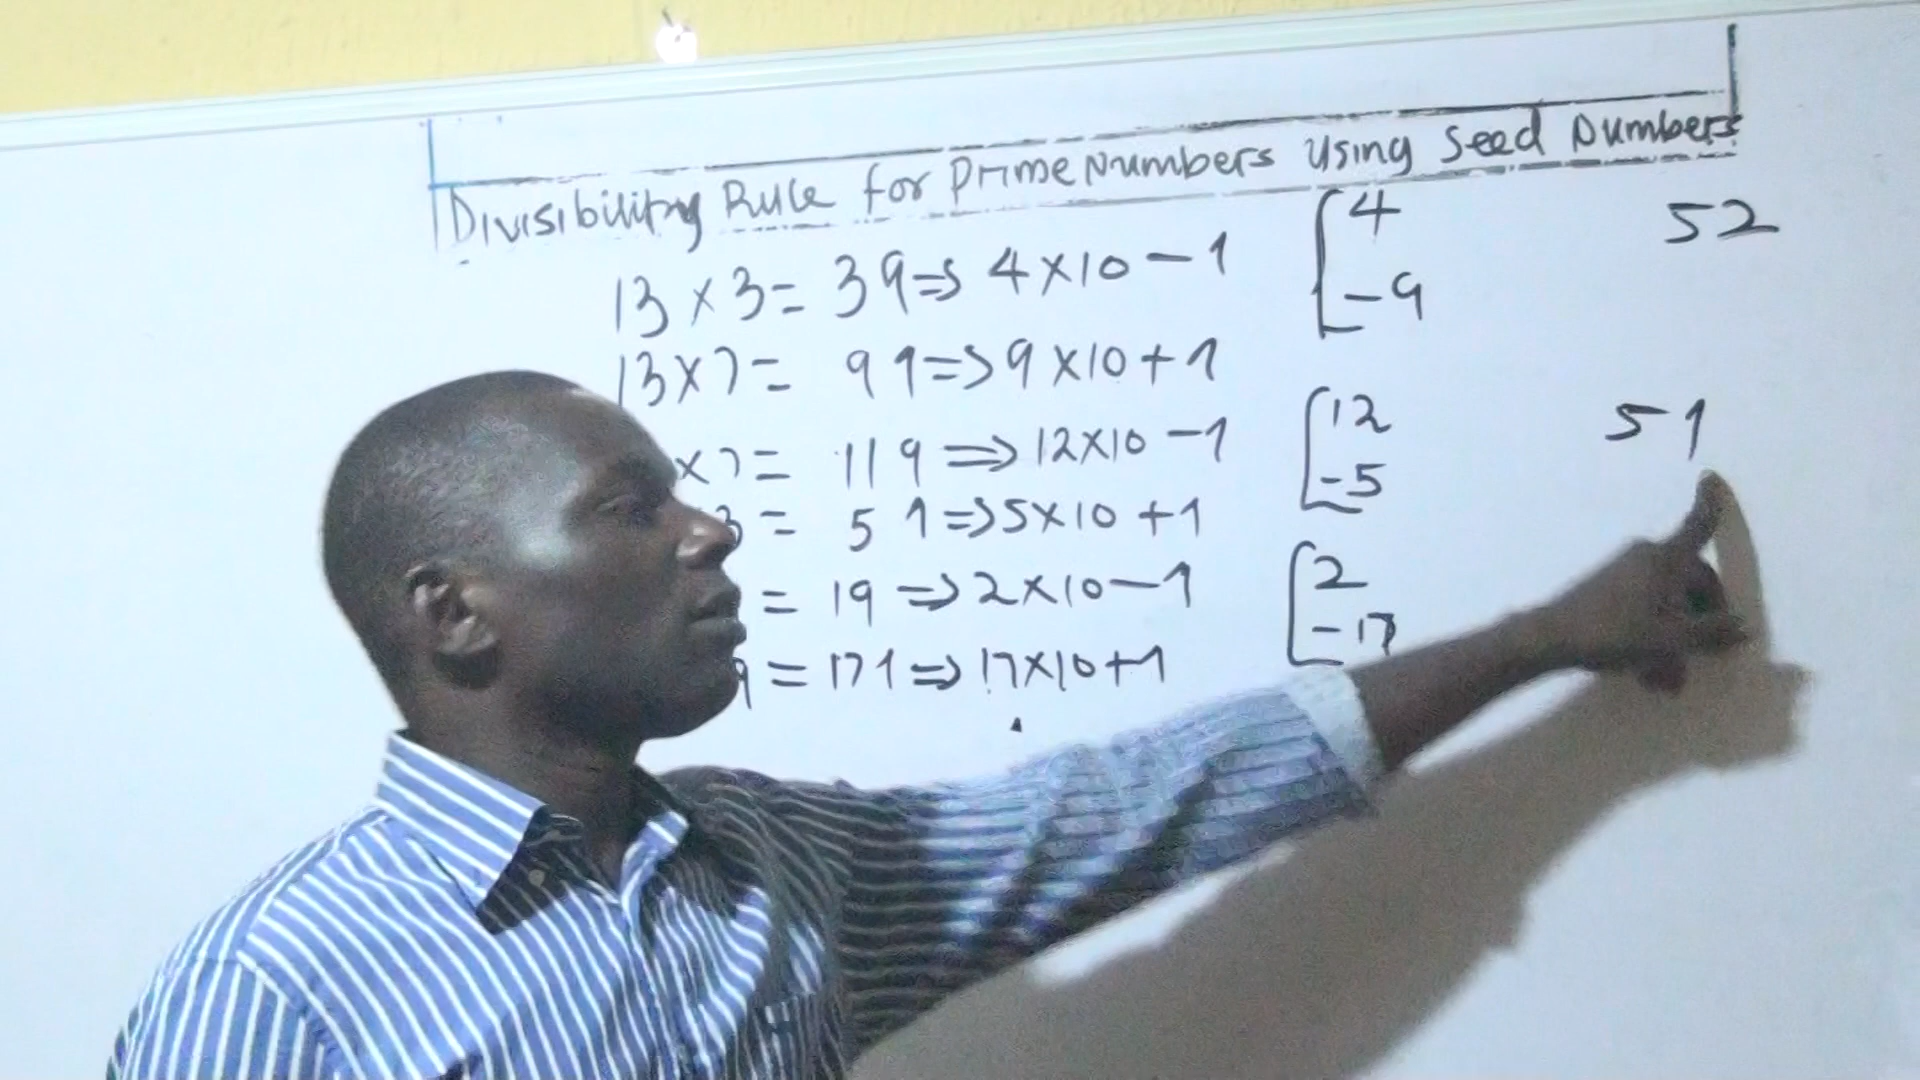 Divisibility Rule for Prime Numbers Using Seed Numbers
13 x 3 = 39 => 4 x 10 - 1 [4 -9 52
13 x 7 = 91 => 9 x 10 + 1
x 7 = 119 => 12 x 10 - 1 [12 -5 51
3 = 51 => 5 x 10 + 1
= 19 => 2 x 10 - 1 [2 -17
9 = 171 => 17 x 10 + 1